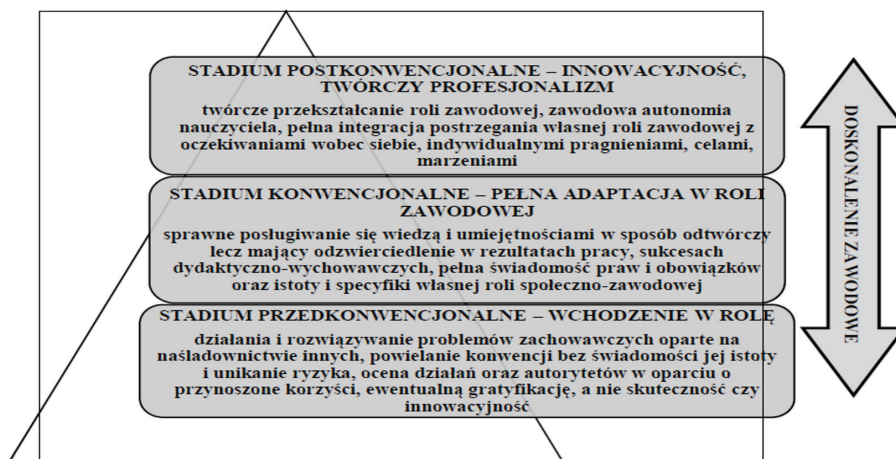 STADIUM POSTKONWENCJONALNE – INNOWACYJNOŚĆ,
TWÓRCZY PROFESJONALIZM
twórcze przekształcanie roli zawodowej, zawodowa autonomia
nauczyciela, pełna integracja postrzegania własnej roli zawodowej z
oczekiwaniami wobec siebie, indywidualnymi pragnieniami, celami,
marzeniami
STADIUM KONWENCJONALNE – PEŁNA ADAPTACJA W ROLI
ZAWODOWEJ
sprawne posługiwanie się wiedzą i umiejętnościami w sposób odtwórczy
lecz mający odzwierciedlenie w rezultatach pracy, sukcesach
dydaktyczno-wychowawczych, pełna świadomość praw i obowiązków
oraz istoty i specyfiki własnej roli społeczno-zawodowej
STADIUM PRZEDKONWENCJONALNE – WCHODZENIE W ROLĘ
działania i rozwiązywanie problemów zachowawczych oparte na
naśladownictwie innych, powielanie konwencji bez świadomości jej istoty
i unikanie ryzyka, ocena działań oraz autorytetów w oparciu o
przynoszone korzyści, ewentualną gratyfikację, a nie skuteczność czy
innowacyjność
DOSKONALENIE ZAWODOWE